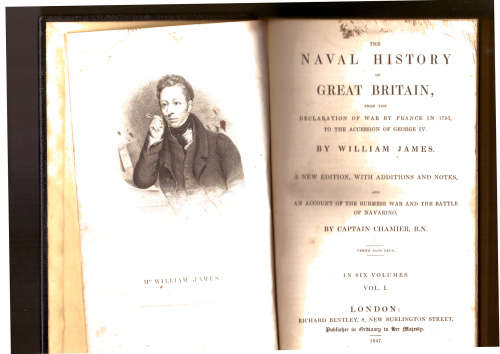 Mr WILLIAM JAMES.
THE
NAVAL HISTORY
OF
GREAT BRITAIN,
FROM THE
DECLARATION OF WAR BY FRANCE IN 1793,
TO THE ACCESSION OF GEORGE IV.
BY WILLIAM JAMES.
A NEW EDITION, WITH ADDITIONS AND NOTES,
AND
AN ACCOUNT OF THE BURMESE WAR AND THE BATTLE
OF NAVARINO,
BY CAPTAIN CHAMIER, R.N.
IN SIX VOLUMES
VOL. I.
LONDON:
RICHARD BENTLEY, 8, NEW BURLINGTON STREET,
Publisher in Ordinary to Her Majesty.
1847.